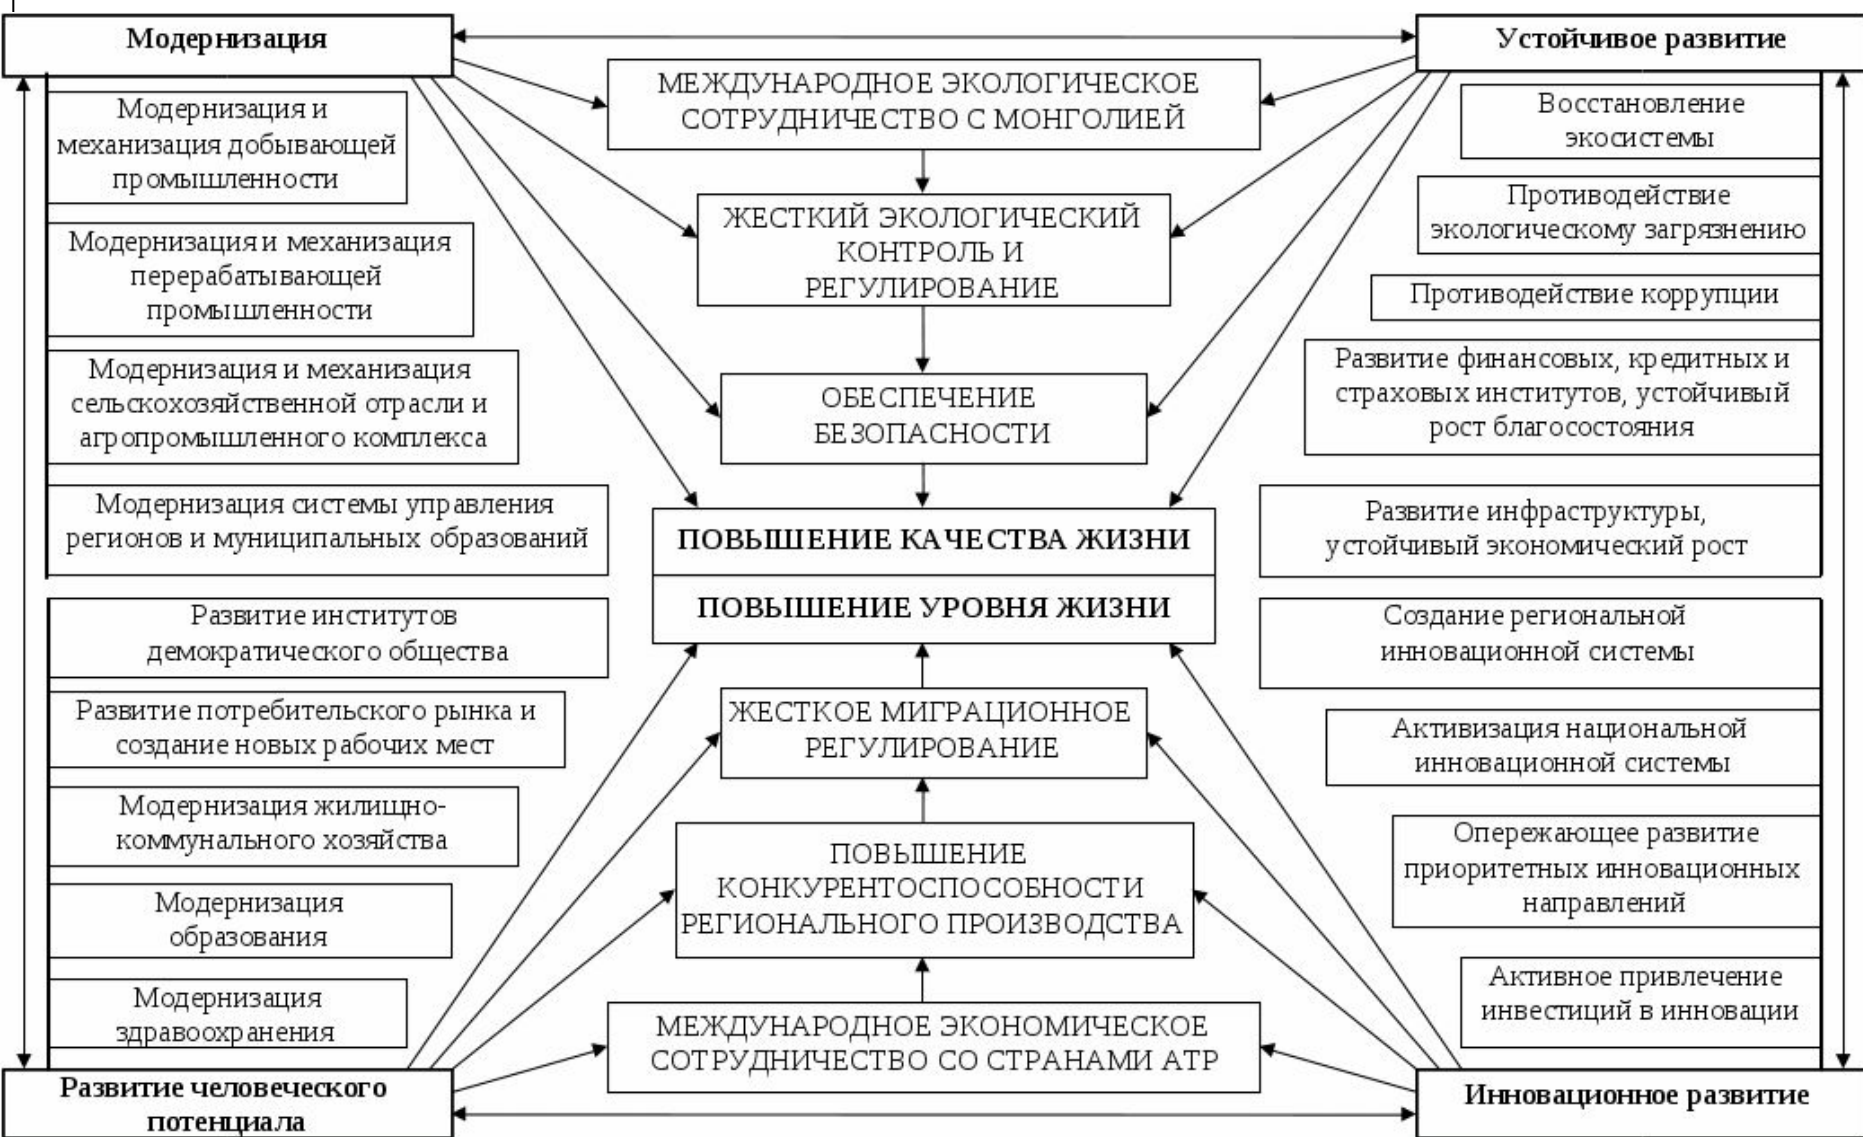 Модернизация
Устойчивое развитие
МЕЖДУНАРОДНОЕ ЭКОЛОГИЧЕСКОЕ
СОТРУДНИЧЕСТВО С МОНГОЛИЕЙ
Модернизация и
механизация добывающей
промышленности
Модернизация и механизация
перерабатывающей
промышленности
Модернизация и механизация
сельскохозяйственной отрасли и
агропромышленного комплекса
Модернизация системы управления
регионов и муниципальных образований
ЖЕСТКИЙ ЭКОЛОГИЧЕСКИЙ
КОНТРОЛЬ И
РЕГУЛИРОВАНИЕ
ОБЕСПЕЧЕНИЕ
БЕЗОПАСНОСТИ
ПОВЫШЕНИЕ КАЧЕСТВА ЖИЗНИ
ПОВЫШЕНИЕ УРОВНЯ ЖИЗНИ
Восстановление
экосистемы
Противодействие
экологическому загрязнению
Противодействие коррупции
Развитие финансовых, кредитных и
страховых институтов, устойчивый
рост благосостояния
Развитие инфраструктуры,
устойчивый экономический рост
Развитие институтов
демократического общества
Развитие потребительского рынка и
создание новых рабочих мест
Модернизация жилищно-
коммунального хозяйства
Модернизация
образования
Модернизация
здравоохранения
ЖЕСТКОЕ МИГРАЦИОННОЕ
РЕГУЛИРОВАНИЕ
ПОВЫШЕНИЕ
КОНКУРЕНТОСПОСОБНОСТИ
РЕГИОНАЛЬНОГО ПРОИЗВОДСТВА
МЕЖДУНАРОДНОЕ ЭКОНОМИЧЕСКОЕ
СОТРУДНИЧЕСТВО СО СТРАНАМИ АТР
Создание региональной
инновационной системы
Активизация национальной
инновационной системы
Опережающее развитие
приоритетных инновационных
направлений
Активное привлечение
инвестиций в инновации
Развитие человеческого
потенциала
Инновационное развитие